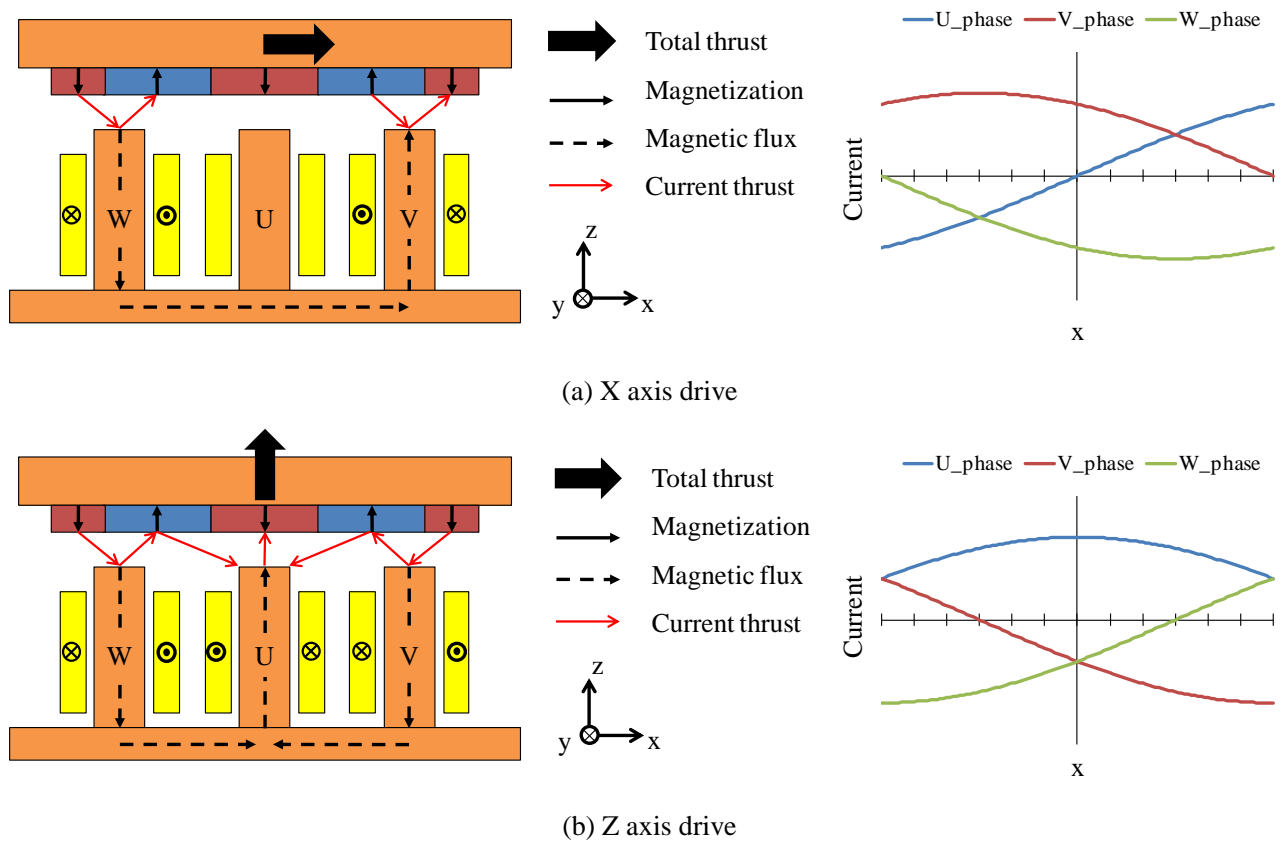 Total thrust
Magnetization
Magnetic flux
Current thrust
W
U
V
z
y
x
U_phase V_phase W_phase
Current
x
(a) X axis drive
Total thrust
Magnetization
Magnetic flux
Current thrust
W
U
V
z
y
x
U_phase V_phase W_phase
Current
x
(b) Z axis drive